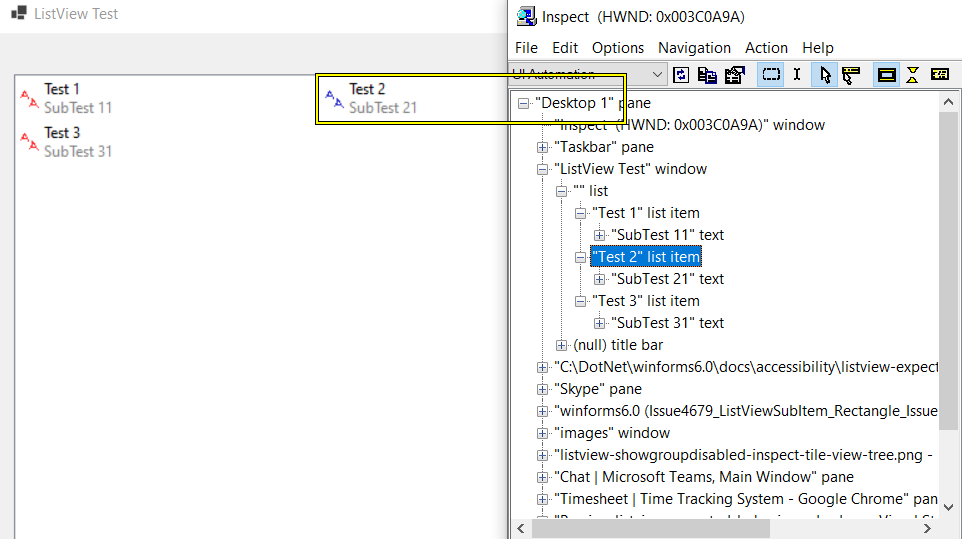 ListView Test
Test 1
SubTest 11
Test 2
SubTest 21
Test 3
SubTest 31
Inspect (HWND: 0x003C0A9A)
File Edit Options Navigation Action Help
UI Automation
"Desktop 1" pane
"Inspect (HWND: 0x003C0A9A)" window
"Taskbar" pane
"ListView Test" window
"" list
"Test 1" list item
"SubTest 11" text
"Test 2" list item
"SubTest 21" text
"Test 3" list item
"SubTest 31" text
(null) title bar
"C:\DotNet\winforms6.0\docs\accessibility\listview-expect
"Skype" pane
"winforms6.0 (Issue4679_ListViewSubItem_Rectangle_Issue
"images" window
"listview-showgroupdisabled-inspect-tile-view-tree.png -
"Chat | Microsoft Teams, Main Window" pane
"Timesheet | Time Tracking System - Google Chrome" pan